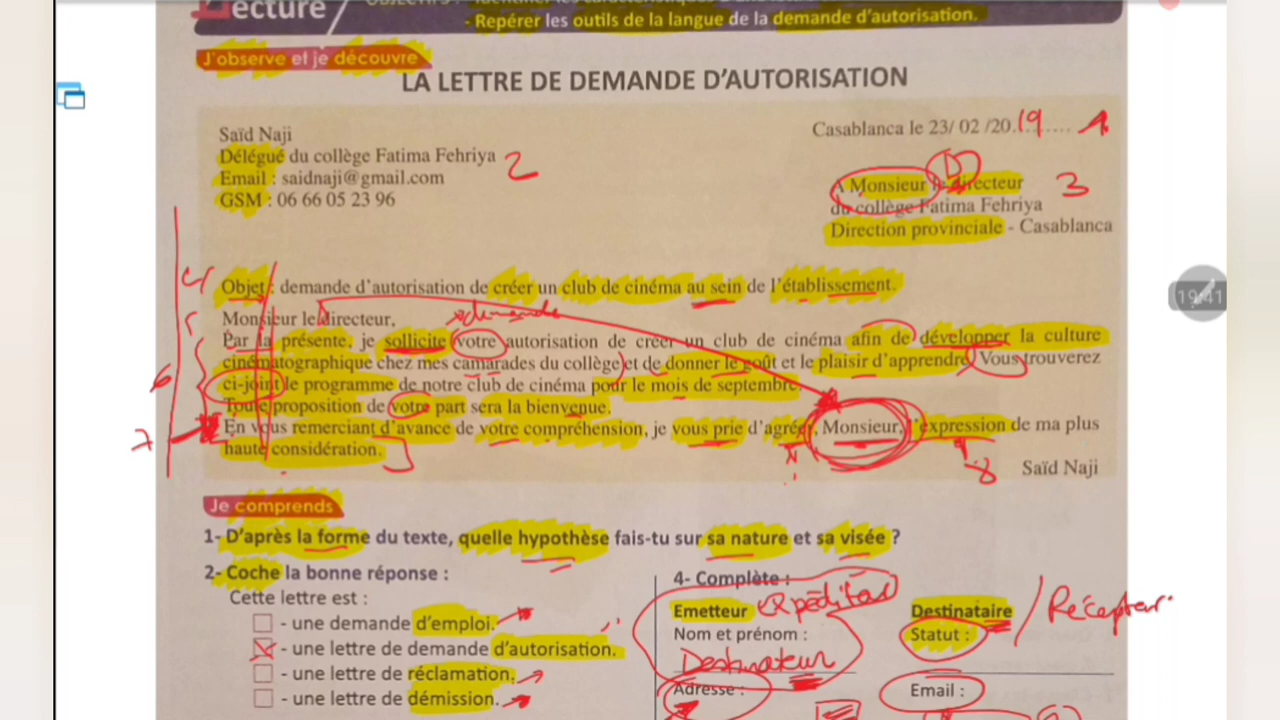 ecture
- Repérer les outils de la langue de la demande d'autorisation.
J'observe et je découvre
LA LETTRE DE DEMANDE D'AUTORISATION
Saïd Naji
Délégué du collège Fatima Fehriya 2
Email : saidnaji@gmail.com
GSM : 06 66 05 23 96
Casablanca le 23/ 02 /20.19...... 1
A Monsieur le directeur 3
D
du collège Fatima Fehriya
Direction provinciale - Casablanca
4 Objet : demande d'autorisation de créer un club de cinéma au sein de l'établissement.
Monsieur le directeur,
demande
Par la présente, je sollicite votre autorisation de créer un club de cinéma afin de développer la culture
cinématographique chez mes camarades du collège et de donner le goût et le plaisir d'apprendre. Vous trouverez
6 ci-joint le programme de notre club de cinéma pour le mois de septembre.
Toute proposition de votre part sera la bienvenue.
7 En vous remerciant d'avance de votre compréhension, je vous prie d'agréer, Monsieur, l'expression de ma plus
haute considération.
8 Saïd Naji
Je comprends
1- D'après la forme du texte, quelle hypothèse fais-tu sur sa nature et sa visée ?
2- Coche la bonne réponse :
Cette lettre est :
- une demande d'emploi.
- une lettre de demande d'autorisation.
- une lettre de réclamation.
- une lettre de démission.
4- Complète :
Emetteur expéditeur
Nom et prénom :
Destinateur
Adresse :
Destinataire / Récepteur
Statut :
Email :
19:41